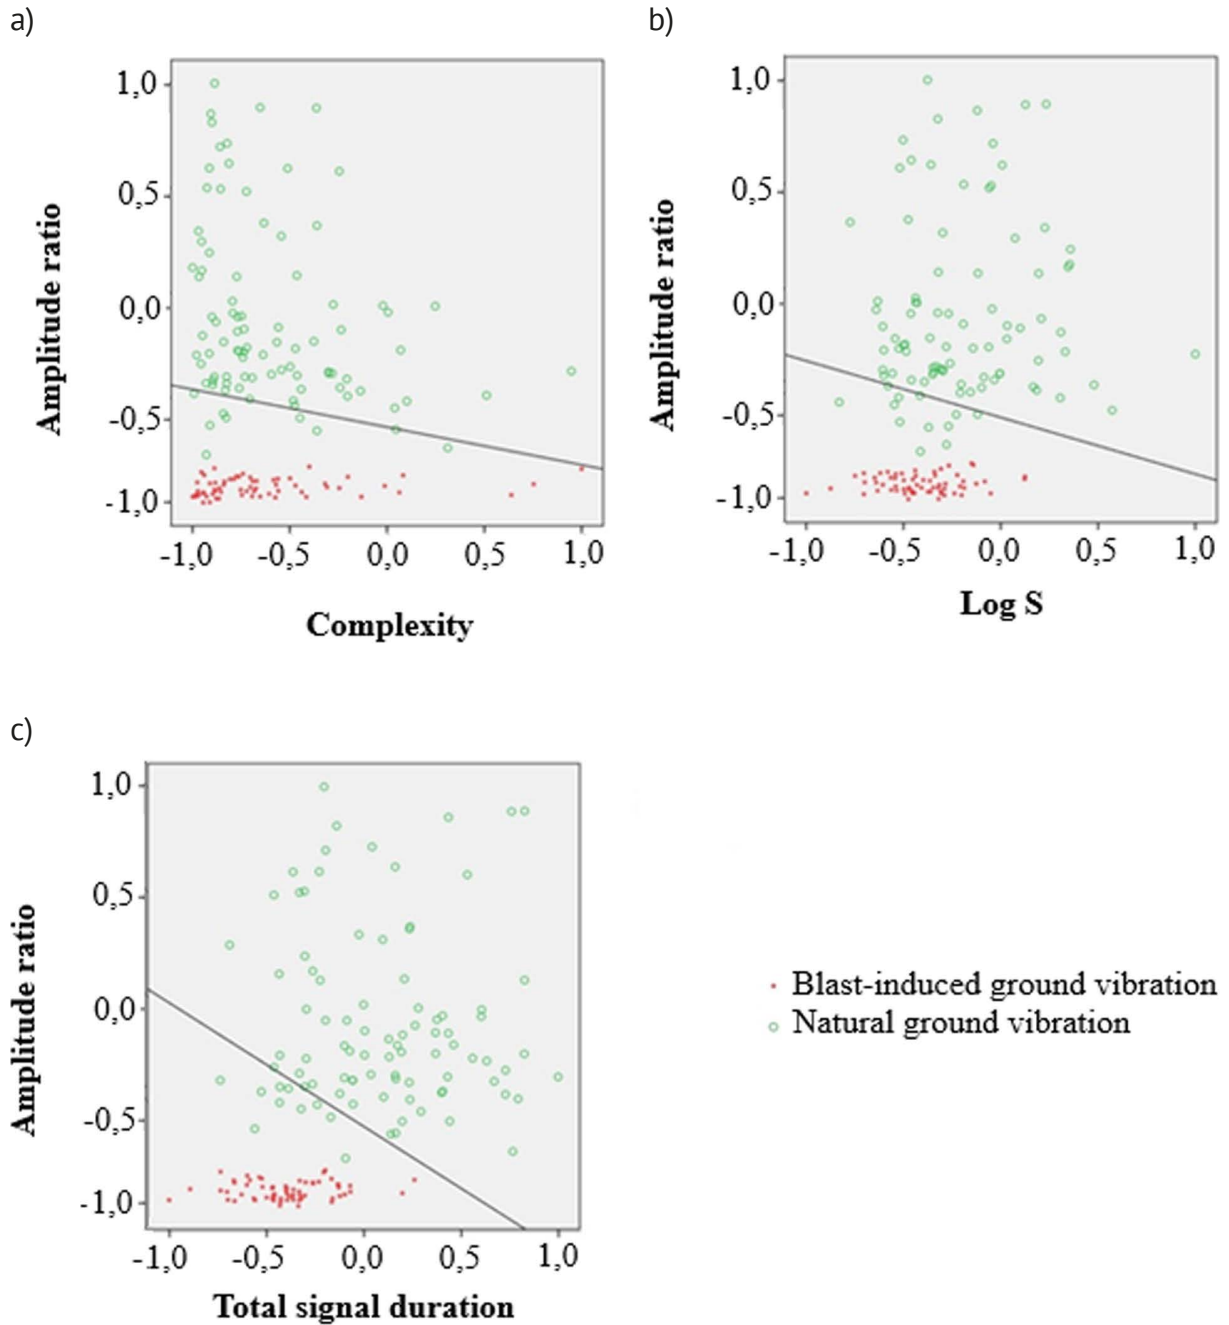 a)
1,0
0,5
0,0
-0,5
-1,0
Amplitude ratio
-1,0 -0,5 0,0 0,5 1,0
Complexity
b)
1,0
0,5
0,0
-0,5
-1,0
Amplitude ratio
-1,0 -0,5 0,0 0,5 1,0
Log S
c)
1,0
0,5
0,0
-0,5
-1,0
Amplitude ratio
-1,0 -0,5 0,0 0,5 1,0
Total signal duration
Blast-induced ground vibration
Natural ground vibration